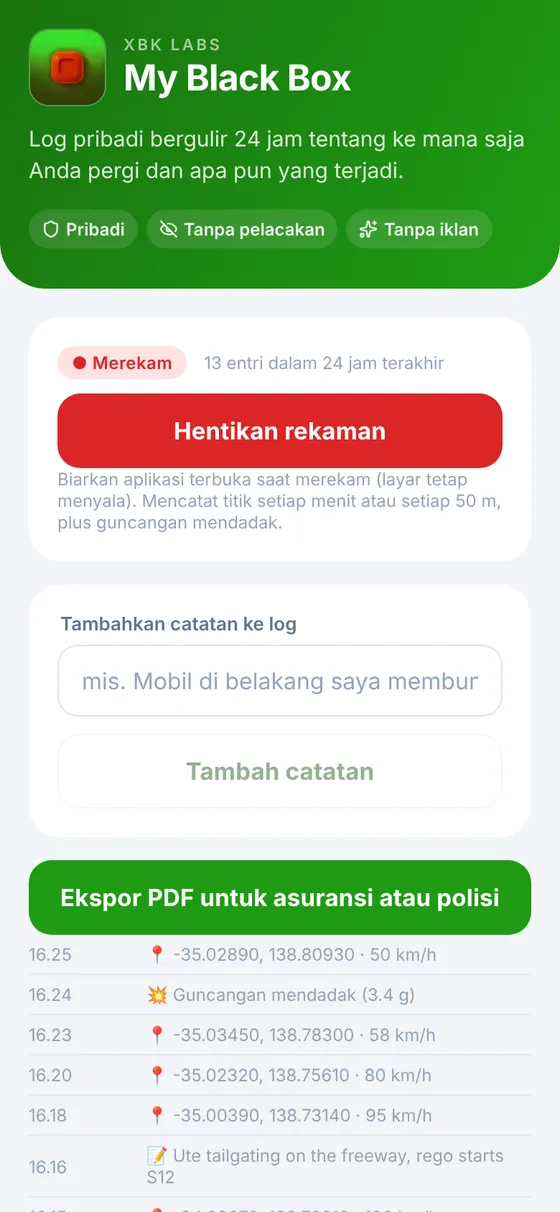 XBK LABS
My Black Box
Log pribadi bergulir 24 jam tentang ke mana saja
Anda pergi dan apa pun yang terjadi.
Pribadi
Tanpa pelacakan
Tanpa iklan
Merekam
13 entri dalam 24 jam terakhir
Hentikan rekaman
Biarkan aplikasi terbuka saat merekam (layar tetap
menyala). Mencatat titik setiap menit atau setiap 50 m,
plus guncangan mendadak.
Tambahkan catatan ke log
mis. Mobil di belakang saya membur
Tambah catatan
Ekspor PDF untuk asuransi atau polisi
16.25 📍 -35.02890, 138.80930 · 50 km/h
16.24 💥 Guncangan mendadak (3.4 g)
16.23 📍 -35.03450, 138.78300 · 58 km/h
16.20 📍 -35.02320, 138.75610 · 80 km/h
16.18 📍 -35.00390, 138.73140 · 95 km/h
16.16 📝 Ute tailgating on the freeway, rego starts
S12